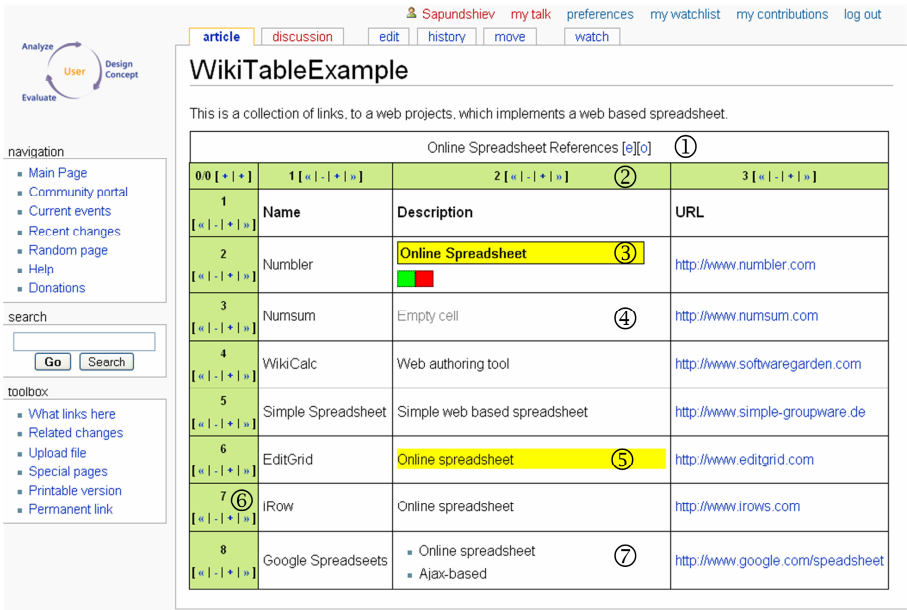 Sapundshiev my talk preferences my watchlist my contributions log out
article discussion edit history move watch
Analyze
User
Design
Concept
Evaluate
WikiTableExample
This is a collection of links, to a web projects, which implements a web based spreadsheet.
navigation
Main Page
Community portal
Current events
Recent changes
Random page
Help
Donations
search
Go Search
toolbox
What links here
Related changes
Upload file
Special pages
Printable version
Permanent link
Online Spreadsheet References [e][o] ①
0/0 [ + | + ] 1 [ « | - | + | » ] 2 [ « | - | + | » ] ② 3 [ « | - | + | » ]
1
[ « | - | + | » ] Name Description URL
2
[ « | - | + | » ] Numbler Online Spreadsheet ③ http://www.numbler.com
3
[ « | - | + | » ] Numsum Empty cell ④ http://www.numsum.com
4
[ « | - | + | » ] WikiCalc Web authoring tool http://www.softwaregarden.com
5
[ « | - | + | » ] Simple Spreadsheet Simple web based spreadsheet http://www.simple-groupware.de
6
[ « | - | + | » ] EditGrid Online spreadsheet ⑤ http://www.editgrid.com
7 ⑥
[ « | - | + | » ] iRow Online spreadsheet http://www.irows.com
8
[ « | - | + | » ] Google Spreadseets Online spreadsheet ⑦ http://www.google.com/speadsheet
Ajax-based